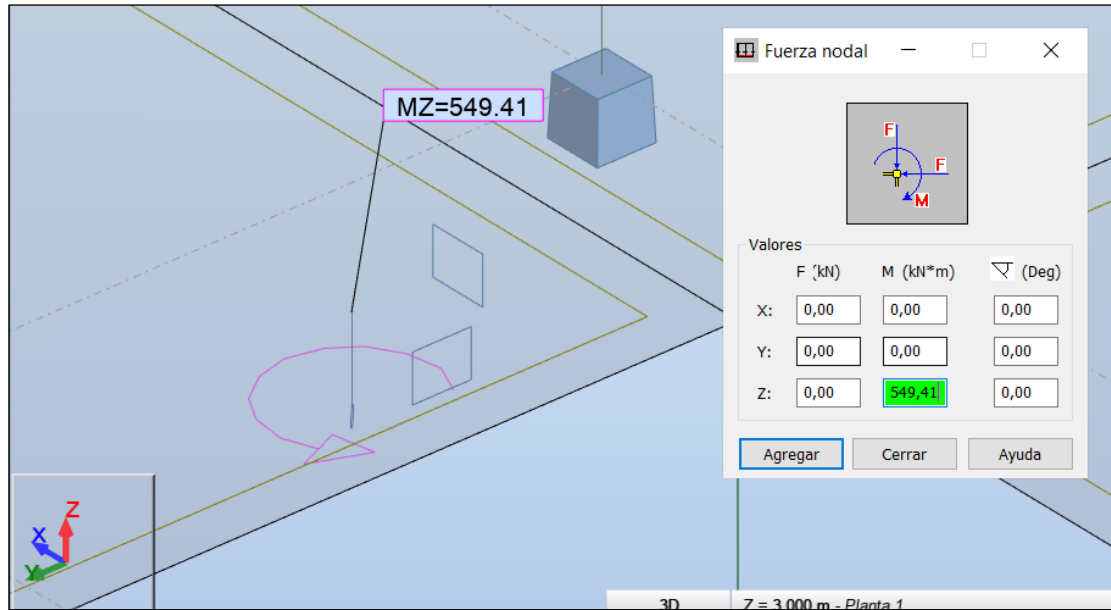 MZ=549.41
Fuerza nodal
F
F
M
Valores
F (kN) M (kN*m) (Deg)
X: 0,00 0,00 0,00
Y: 0,00 0,00 0,00
Z: 0,00 549,41 0,00
Agregar Cerrar Ayuda
Z
X
Y
3D Z = 3.000 m - Planta 1